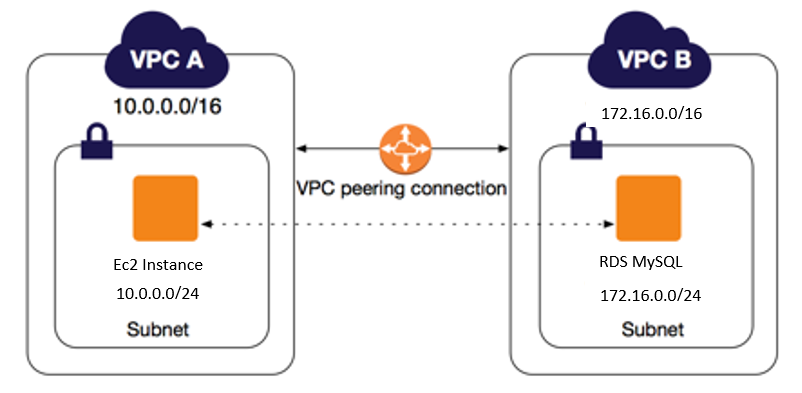 VPC A
10.0.0.0/16
Ec2 Instance
10.0.0.0/24
Subnet
VPC peering connection
VPC B
172.16.0.0/16
RDS MySQL
172.16.0.0/24
Subnet